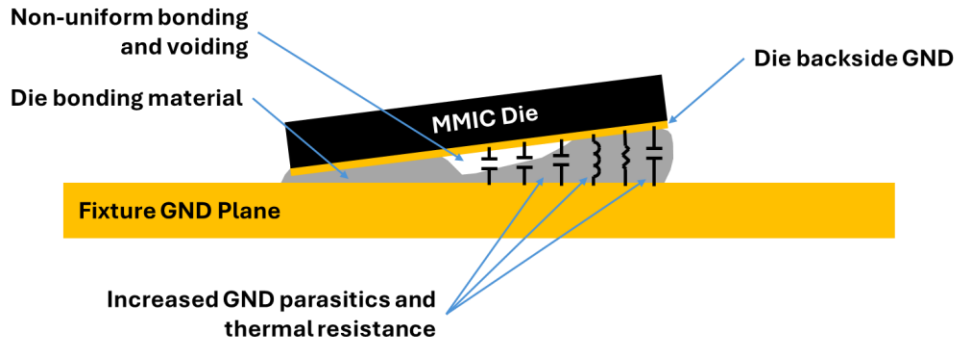 Non-uniform bonding
and voiding
Die bonding material
Die backside GND
MMIC Die
Fixture GND Plane
Increased GND parasitics and
thermal resistance